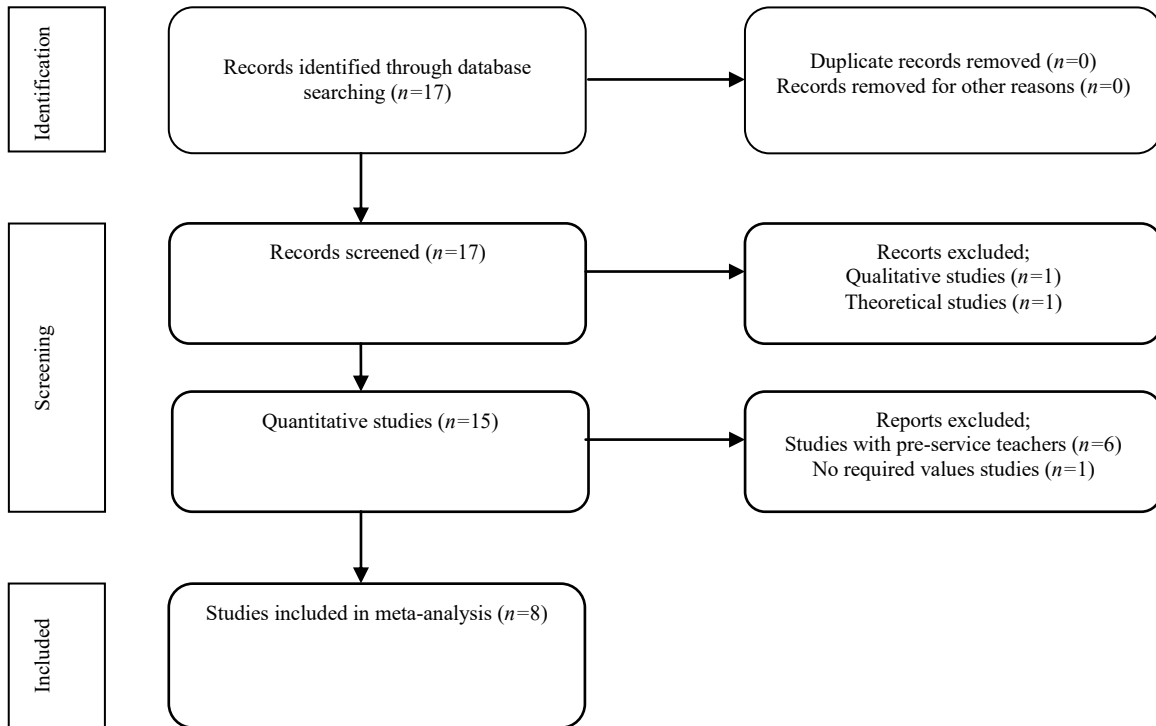 Identification
Records identified through database
searching (n=17)
Duplicate records removed (n=0)
Records removed for other reasons (n=0)
Screening
Records screened (n=17)
Records excluded;
Qualitative studies (n=1)
Theoretical studies (n=1)
Quantitative studies (n=15)
Reports excluded;
Studies with pre-service teachers (n=6)
No required values studies (n=1)
Included
Studies included in meta-analysis (n=8)